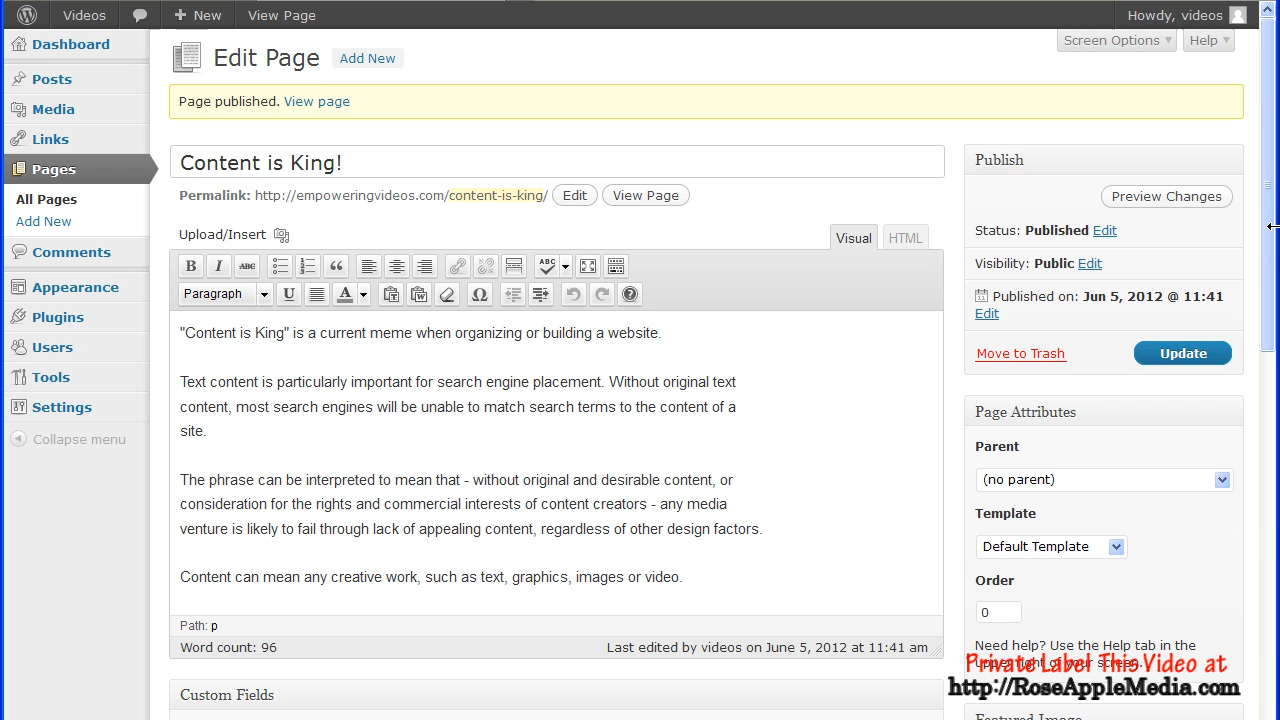 Videos
New
View Page
Howdy, videos
Screen Options
Help
Dashboard
Posts
Media
Links
Pages
All Pages
Add New
Comments
Appearance
Plugins
Users
Tools
Settings
Collapse menu
Edit Page
Add New
Page published. View page
Content is King!
Permalink: http://empoweringvideos.com/content-is-king/
Edit
View Page
Upload/Insert
Visual
HTML
B I ABC
ABC
Paragraph
U
A
"Content is King" is a current meme when organizing or building a website.
Text content is particularly important for search engine placement. Without original text
content, most search engines will be unable to match search terms to the content of a
site.
The phrase can be interpreted to mean that - without original and desirable content, or
consideration for the rights and commercial interests of content creators - any media
venture is likely to fail through lack of appealing content, regardless of other design factors.
Content can mean any creative work, such as text, graphics, images or video.
Path: p
Word count: 96
Last edited by videos on June 5, 2012 at 11:41 am
Custom Fields
Publish
Preview Changes
Status: Published Edit
Visibility: Public Edit
Published on: Jun 5, 2012 @ 11:41
Edit
Move to Trash
Update
Page Attributes
Parent
(no parent)
Template
Default Template
Order
0
Need help? Use the Help tab in the
upper right of your screen.
Private Label This Video at
http://RoseAppleMedia.com
Featured Image